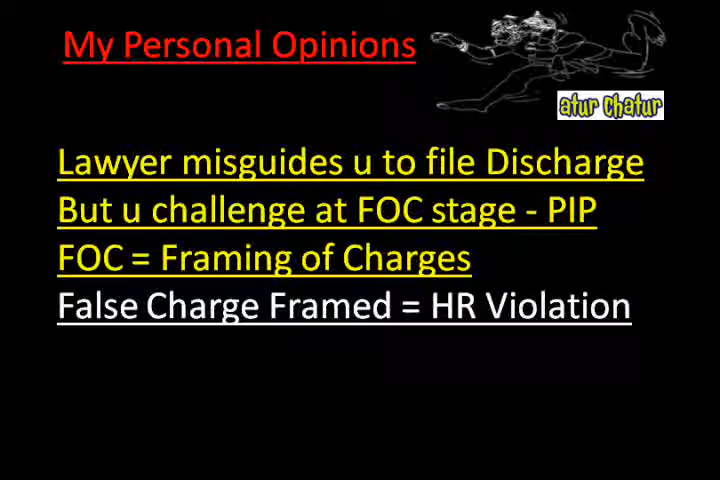 My Personal Opinions
atur chatur
Lawyer misguides u to file Discharge
But u challenge at FOC stage - PIP
FOC = Framing of Charges
False Charge Framed = HR Violation